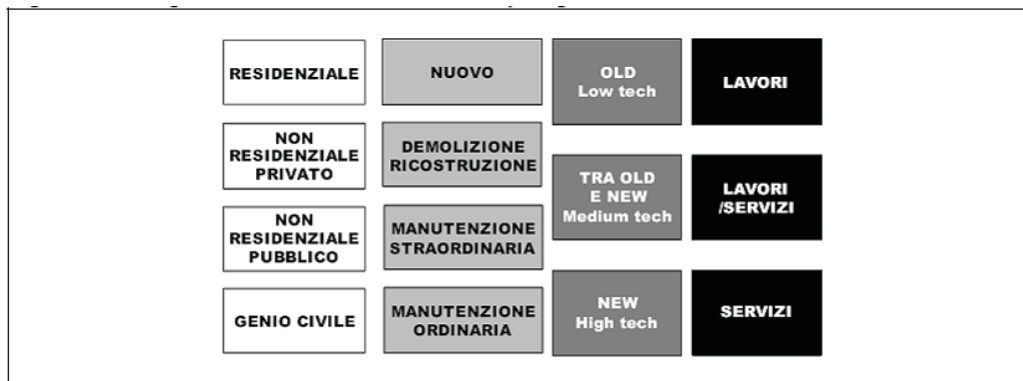 RESIDENZIALE
NUOVO
OLD
Low tech
LAVORI
NON
RESIDENZIALE
PRIVATO
DEMOLIZIONE
RICOSTRUZIONE
TRA OLD
E NEW
Medium tech
LAVORI
/SERVIZI
NON
RESIDENZIALE
PUBBLICO
MANUTENZIONE
STRAORDINARIA
GENIO CIVILE
MANUTENZIONE
ORDINARIA
NEW
High tech
SERVIZI